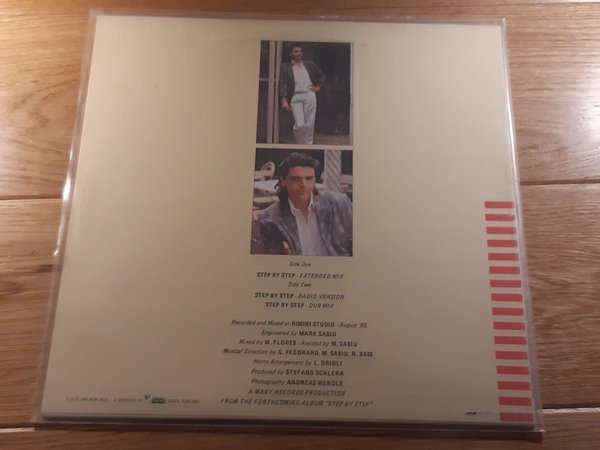 Side One
STEP BY STEP - EXTENDED MIX
Side Two
STEP BY STEP - RADIO VERSION
STEP BY STEP - DUB MIX
Recorded and Mixed at RIMINI STUDIO - August '85
Engineered by MARK SABIU
Mixed by M. FLORES - Assisted by M. SABIU
Musical Direction by G. PEGORARO, M. SABIU, R. BAIS
Horns Arrangement by L. GRIOLI
Produced by STEFANO SCALERA
Photography ANDREAS WENDLE
A MANY RECORDS PRODUCTION
FROM THE FORTHCOMING ALBUM "STEP BY STEP"